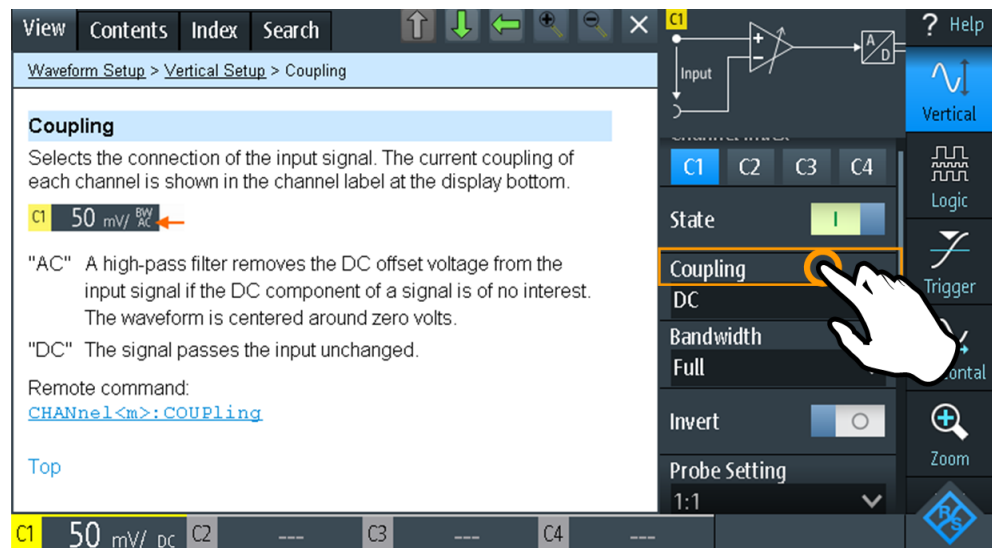 View Contents Index Search
Waveform Setup > Vertical Setup > Coupling
Coupling
Selects the connection of the input signal. The current coupling of
each channel is shown in the channel label at the display bottom.
C1 50 mV/ BW AC
"AC" A high-pass filter removes the DC offset voltage from the
input signal if the DC component of a signal is of no interest.
The waveform is centered around zero volts.
"DC" The signal passes the input unchanged.
Remote command:
CHANnel<m>:COUPling
Top
C1
Input
+
-
A/D
C1 C2 C3 C4
State
I
Coupling
DC
Bandwidth
Full
Invert
Probe Setting
1:1
? Help
Vertical
Logic
Trigger
Zoom
R&S
C1 50 mV/ DC C2 --- C3 --- C4 ---